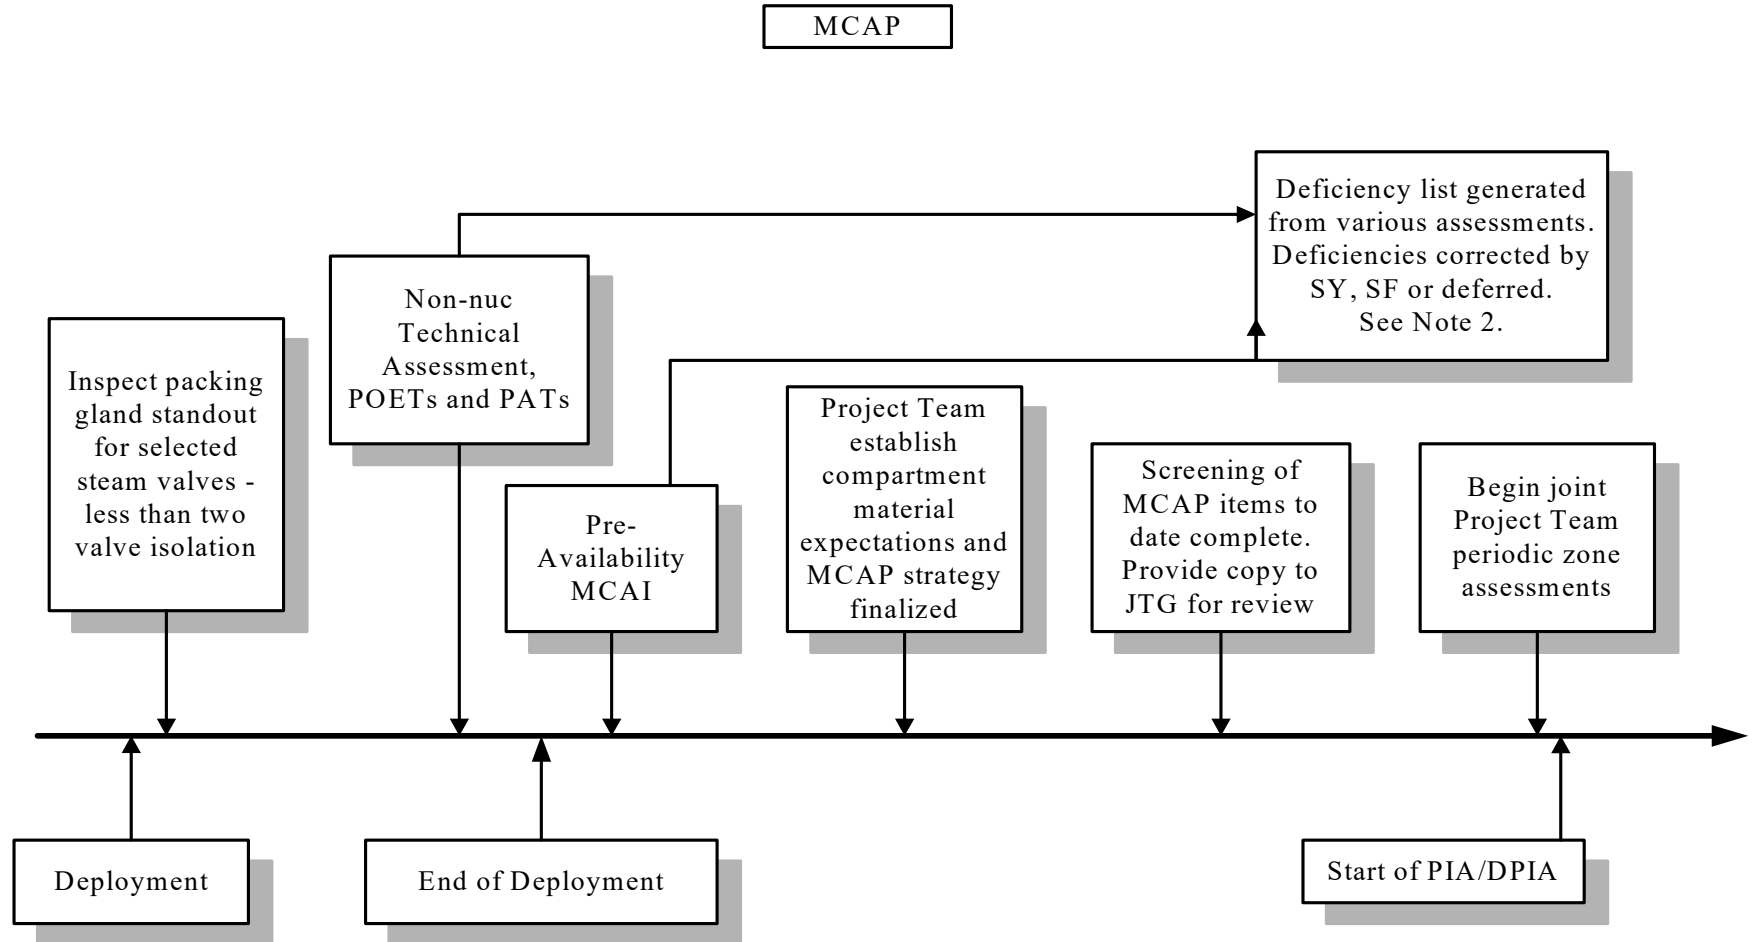 MCAP
Deficiency list generated
from various assessments.
Deficiencies corrected by
SY, SF or deferred.
See Note 2.
Non-nuc
Technical
Assessment,
POETs and PATs
Inspect packing
gland standout
for selected
steam valves -
less than two
valve isolation
Pre-
Availability
MCAI
Project Team
establish
compartment
material
expectations and
MCAP strategy
finalized
Screening of
MCAP items to
date complete.
Provide copy to
JTG for review
Begin joint
Project Team
periodic zone
assessments
Deployment
End of Deployment
Start of PIA/DPIA